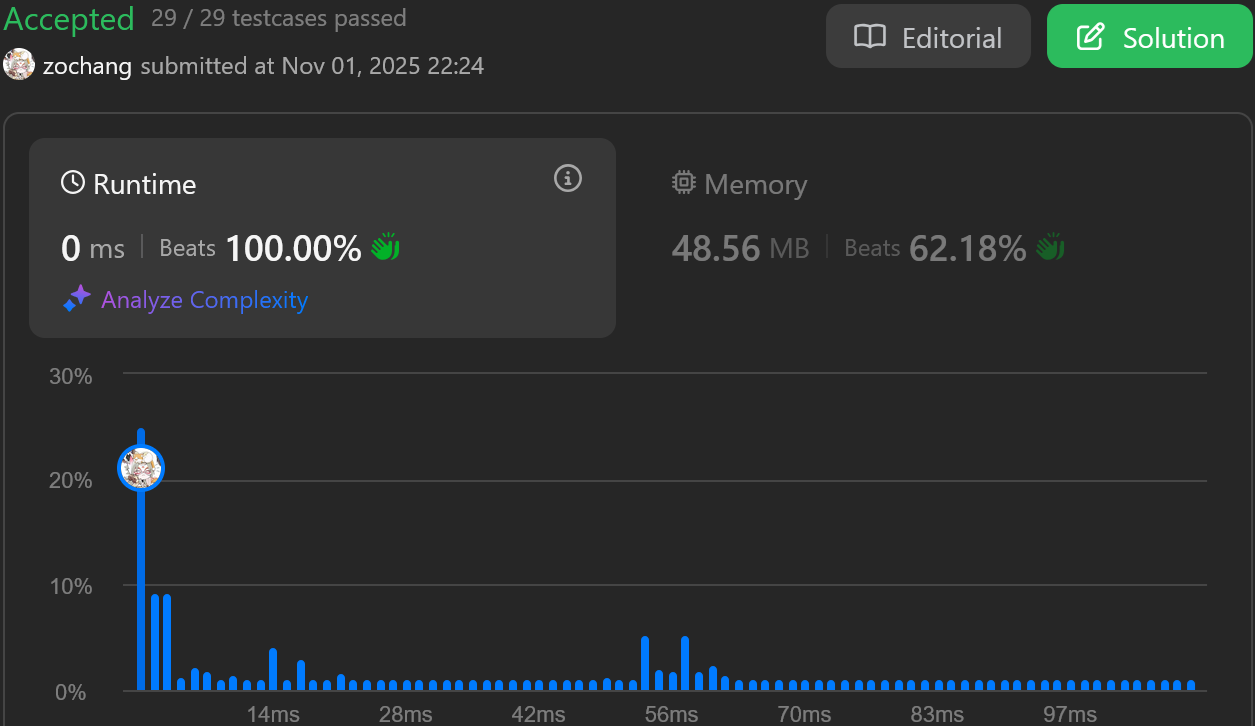 Accepted 29 / 29 testcases passed
Editorial
Solution
zochang submitted at Nov 01, 2025 22:24
Runtime
Memory
0 ms | Beats 100.00%
48.56 MB | Beats 62.18%
Analyze Complexity
30%
20%
10%
0%
14ms 28ms 42ms 56ms 70ms 83ms 97ms